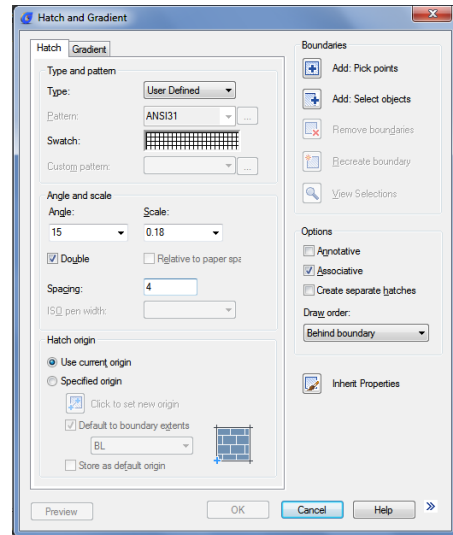 Hatch and Gradient
Hatch
Gradient
Type and pattern
Type:
User Defined
Pattern:
ANSI31
...
Swatch:
Custom pattern:
...
Angle and scale
Angle:
Scale:
15
0.18
Double
Relative to paper spa
Spacing:
4
ISO pen width:
Hatch origin
Use current origin
Specified origin
Click to set new origin
Default to boundary extents
BL
Store as default origin
Boundaries
Add: Pick points
Add: Select objects
Remove boundaries
Recreate boundary
View Selections
Options
Annotative
Associative
Create separate hatches
Draw order:
Behind boundary
Inherit Properties
Preview
OK
Cancel
Help